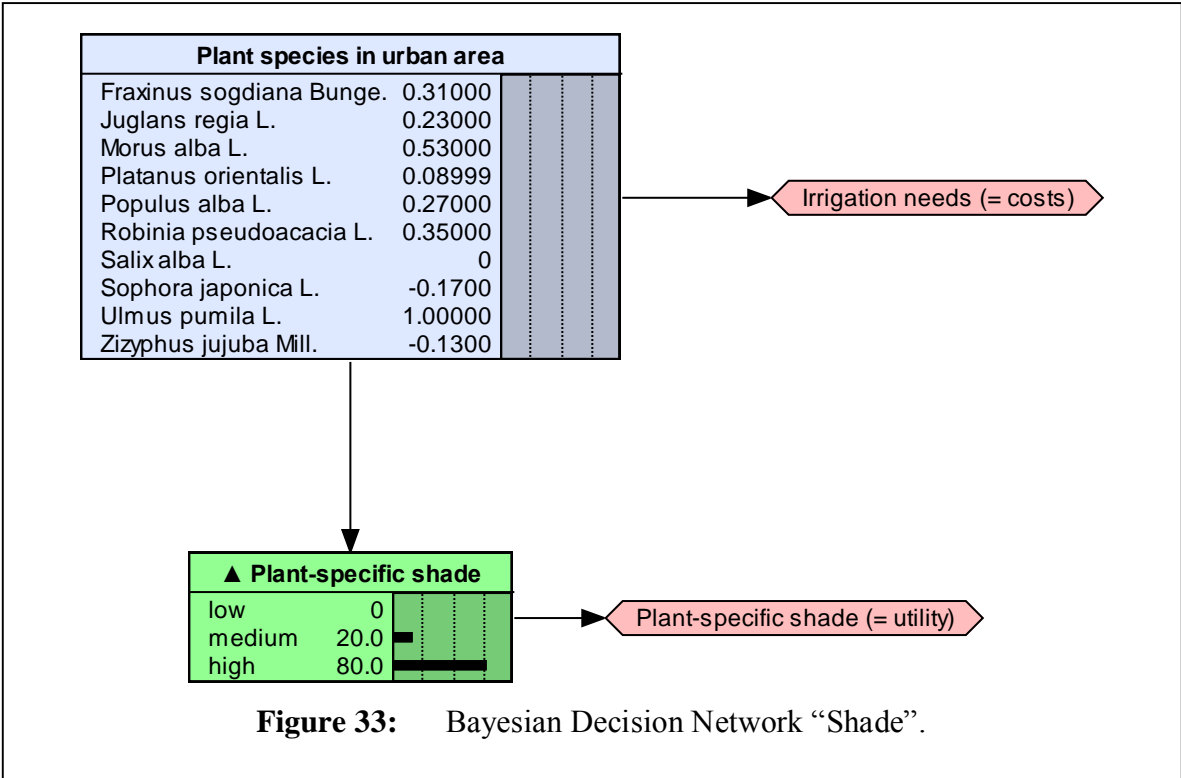 Plant species in urban area
Fraxinus sogdiana Bunge. 0.31000
Juglans regia L. 0.23000
Morus alba L. 0.53000
Platanus orientalis L. 0.08999
Populus alba L. 0.27000
Robinia pseudoacacia L. 0.35000
Salix alba L. 0
Sophora japonica L. -0.1700
Ulmus pumila L. 1.00000
Zizyphus jujuba Mill. -0.1300
Irrigation needs (= costs)
▲ Plant-specific shade
low 0
medium 20.0
high 80.0
Plant-specific shade (= utility)
Figure 33: Bayesian Decision Network “Shade”.